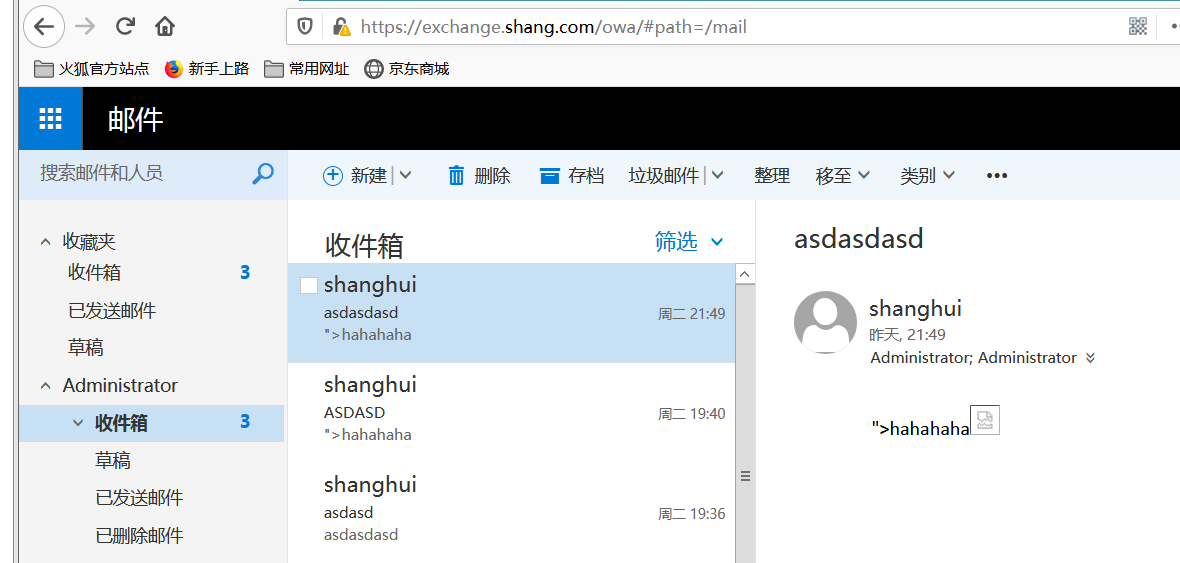 https://exchange.shang.com/owa/#path=/mail
火狐官方站点 新手上路 常用网址 京东商城
邮件
搜索邮件和人员
新建 删除 存档 垃圾邮件 整理 移至 类别
收藏夹
收件箱 3
已发送邮件
草稿
Administrator
收件箱 3
草稿
已发送邮件
已删除邮件
收件箱 筛选
shanghui
asdasdasd 周二 21:49
">hahahaha
shanghui
ASDASD 周二 19:40
">hahahaha
shanghui
asdasd 周二 19:36
asdasdasd
asdasdasd
shanghui
昨天, 21:49
Administrator; Administrator
">hahahaha